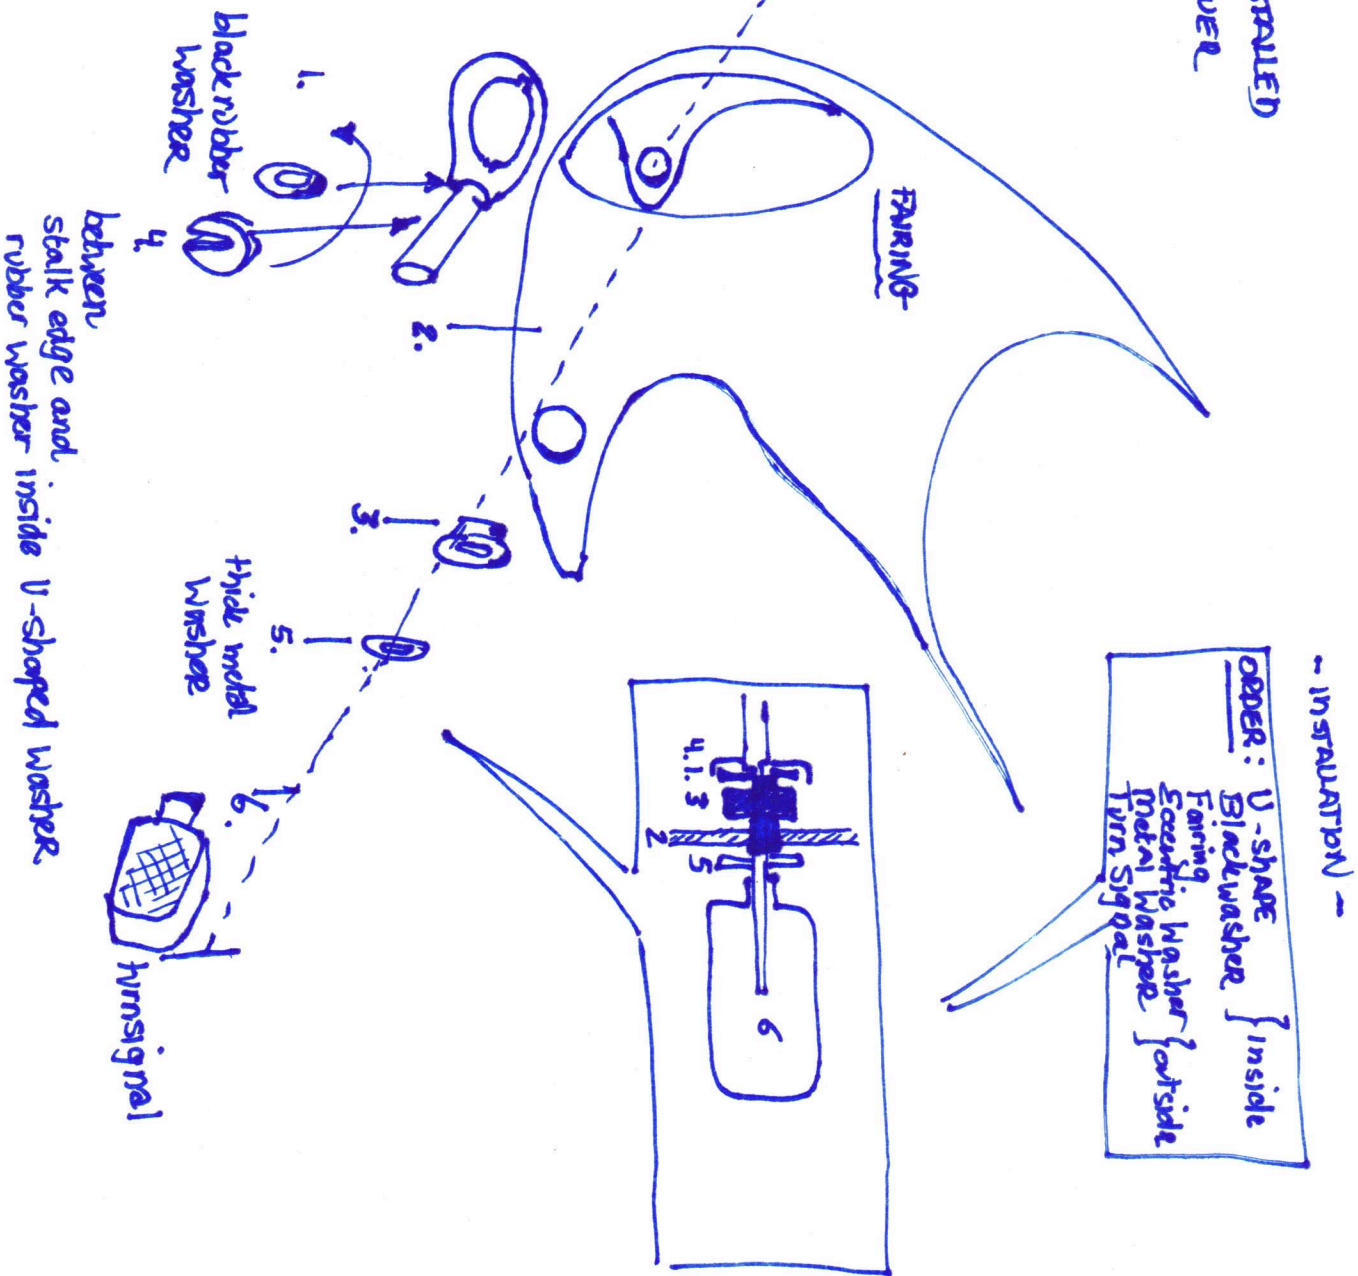 STALLED
UER
- INSTALLATION -
ORDER: U-SHAPE
Blackwasher } inside
Fairing
Eccentric Washer
Metal Washer } outside
Turn Signal
FAIRING
1.
black rubber
washer
4.
between
stalk edge and
rubber washer inside U-shaped washer
2.
3.
thick metal
washer
5.
6.
turnsignal
4.1.3
2
5
6